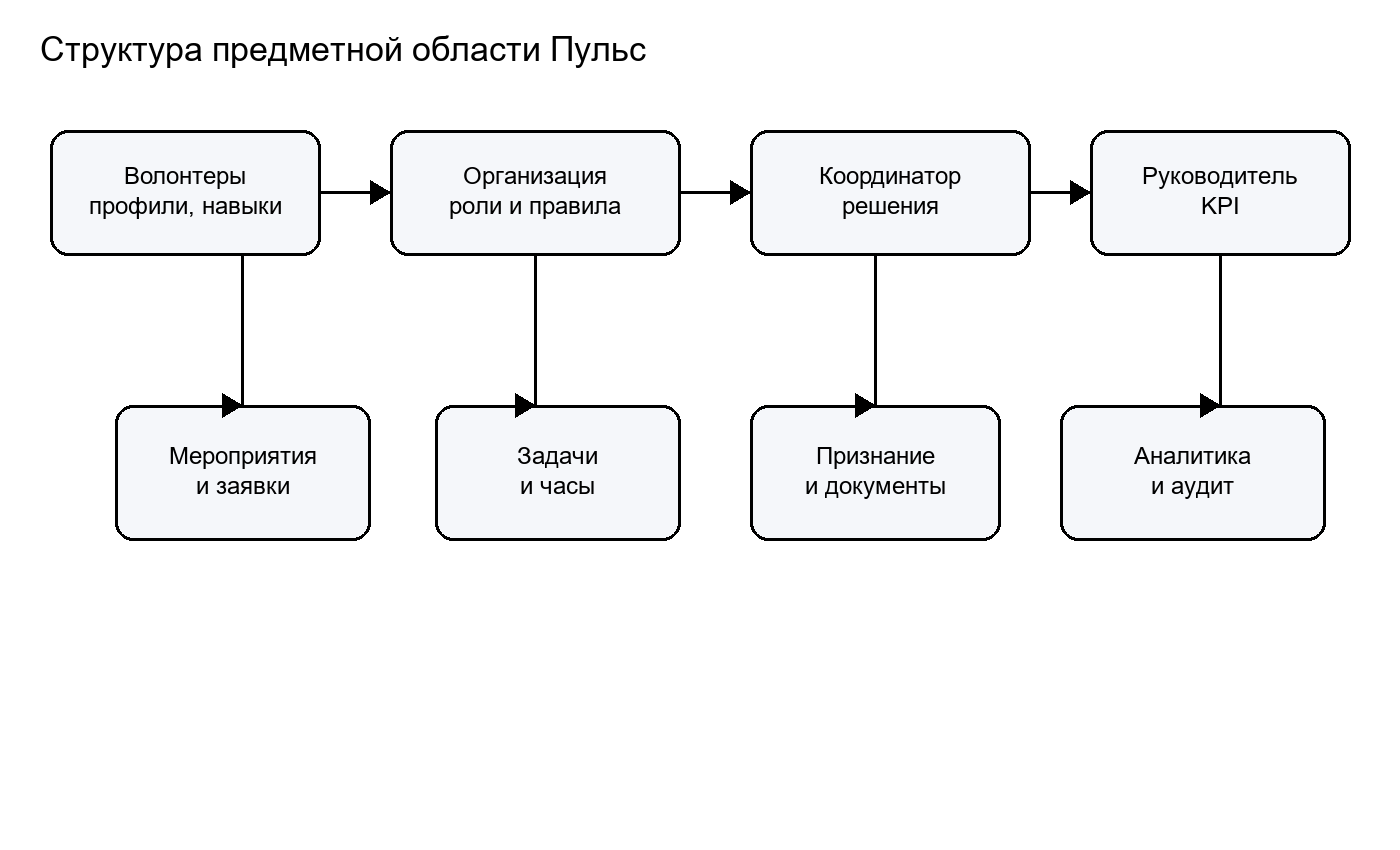 Структура предметной области Пульс
Волонтеры
профили, навыки
Организация
роли и правила
Координатор
решения
Руководитель
KPI
Мероприятия
и заявки
Задачи
и часы
Признание
и документы
Аналитика
и аудит